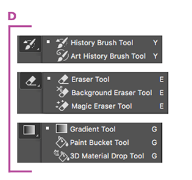 D
History Brush Tool Y
Art History Brush Tool Y
Eraser Tool E
Background Eraser Tool E
Magic Eraser Tool E
Gradient Tool G
Paint Bucket Tool G
3D Material Drop Tool G